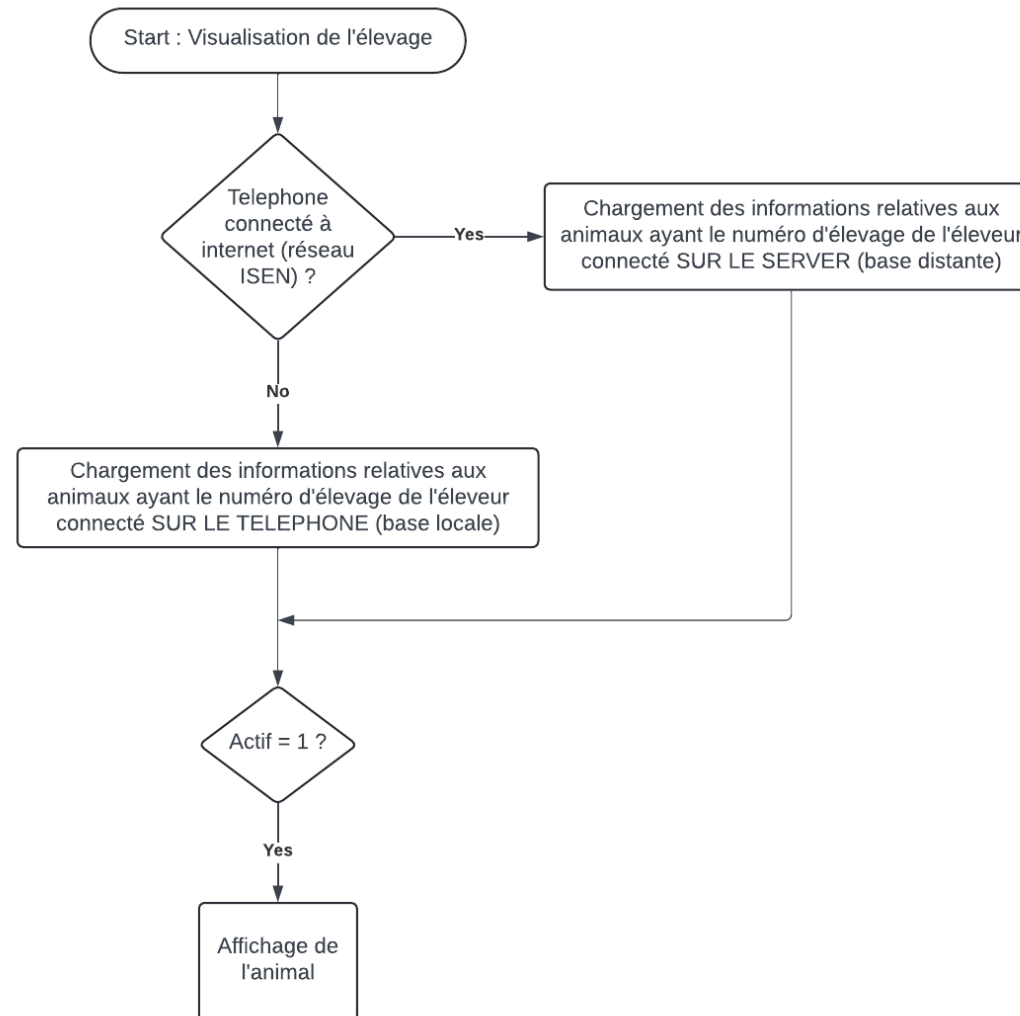 Start : Visualisation de l'élevage
Telephone
connecté à
internet (réseau
ISEN) ?
Yes
Chargement des informations relatives aux
animaux ayant le numéro d'élevage de l'éleveur
connecté SUR LE SERVER (base distante)
No
Chargement des informations relatives aux
animaux ayant le numéro d'élevage de l'éleveur
connecté SUR LE TELEPHONE (base locale)
Actif = 1 ?
Yes
Affichage de
l'animal